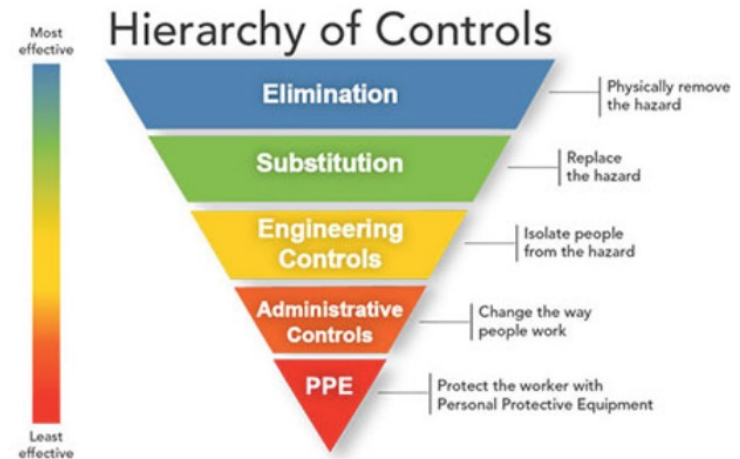 Hierarchy of Controls
Most
effective
Elimination
Physically remove
the hazard
Substitution
Replace
the hazard
Engineering
Controls
Isolate people
from the hazard
Administrative
Controls
Change the way
people work
PPE
Protect the worker with
Personal Protective Equipment
Least
effective